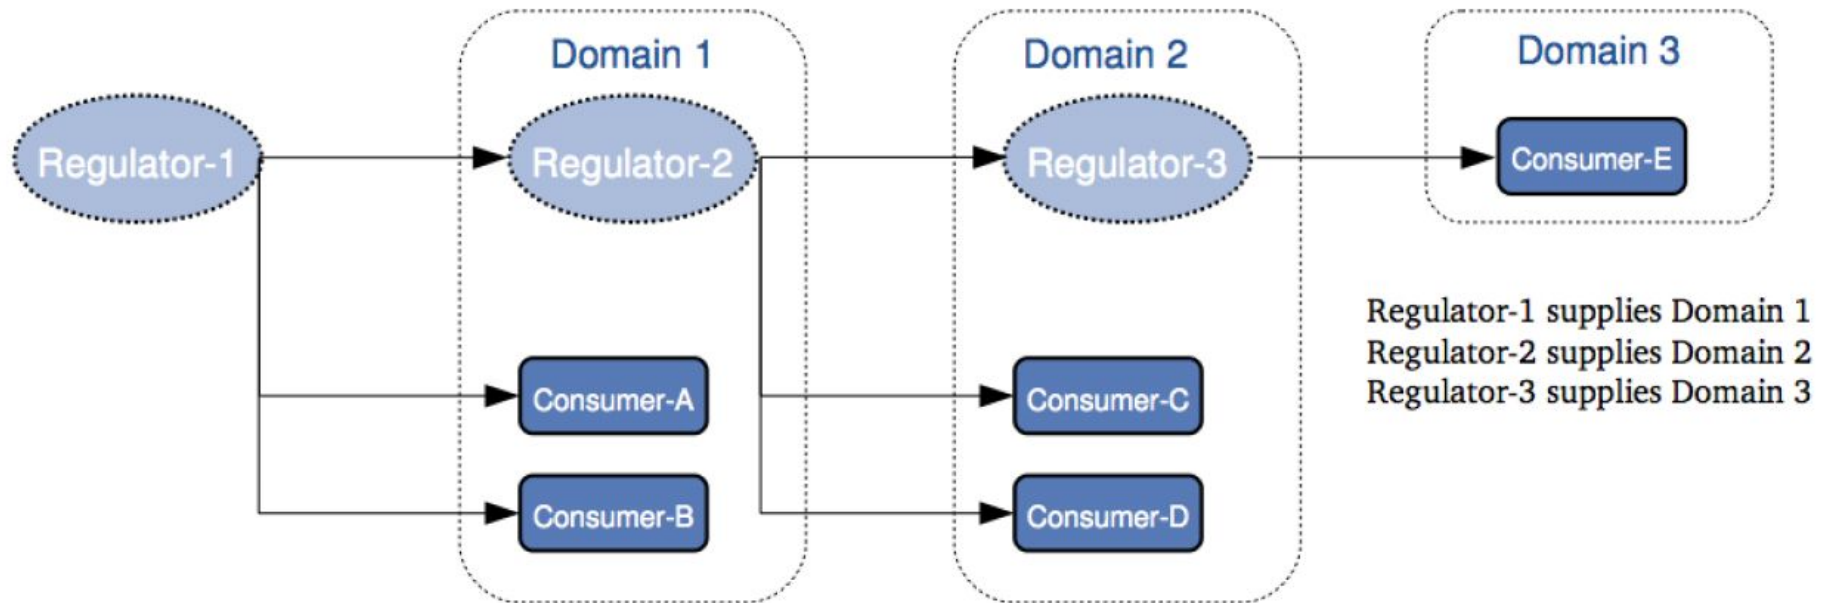 Domain 1
Domain 2
Domain 3
Regulator-1
Regulator-2
Regulator-3
Consumer-E
Regulator-1 supplies Domain 1
Regulator-2 supplies Domain 2
Regulator-3 supplies Domain 3
Consumer-A
Consumer-C
Consumer-B
Consumer-D